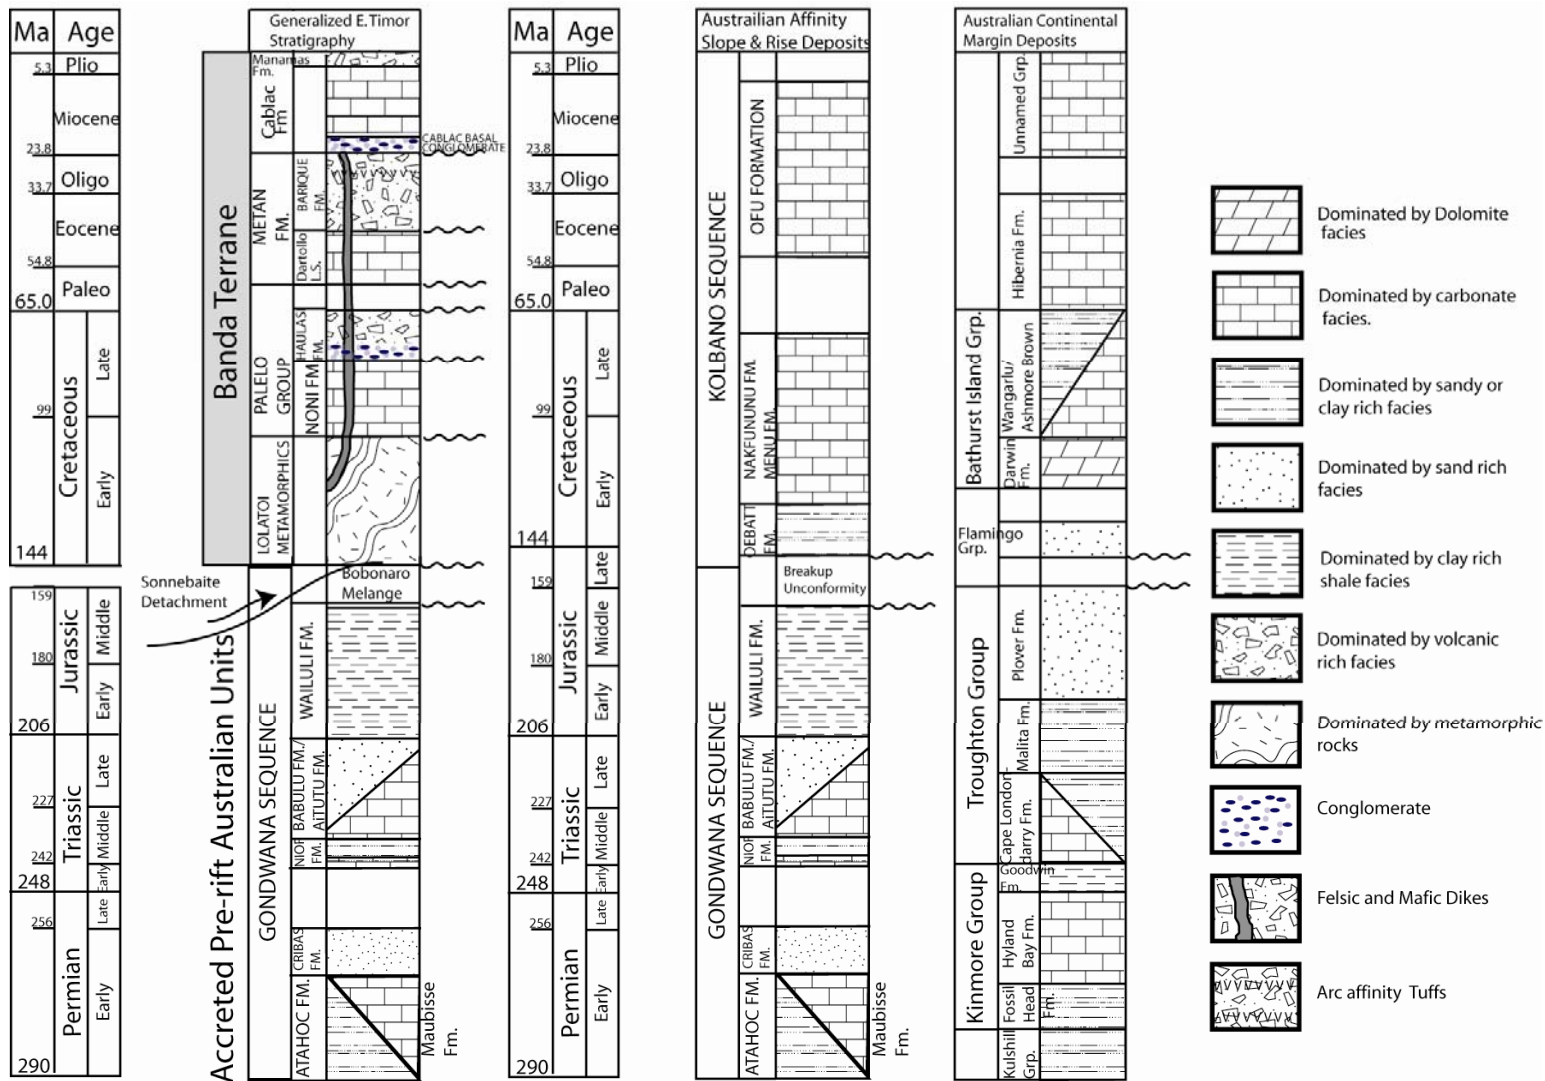 Ma Age
5.3 Plio
Miocene
23.8
Oligo
33.7
Eocene
54.8
Paleo
65.0
Late
99
Cretaceous
Early
144
159
Middle
Jurassic
180
Early
206
Late
227
Triassic
Middle
242
Early
248
Late
256
Permian
Early
290
Generalized E. Timor
Stratigraphy
Banda Terrane
Manamas
Fm.
Cablac
Fm
CABLAC BASAL
CONGLOMERATE
METAN
FM.
BARIQUE
FM.
Dartollo
L.S.
PALELO
GROUP
HAULASI
FM.
NONI FM
LOLATOI
METAMORPHICS
Sonnebaite
Detachment
Bobonaro
Melange
Accreted Pre-rift Australian Units
GONDWANA SEQUENCE
WAILULI FM.
BABULU FM./
AiTUTU FM.
NIOF
FM.
CRIBAS
FM.
ATAHOC FM.
Maubisse
Fm.
Ma Age
5.3 Plio
Miocene
23.8
Oligo
33.7
Eocene
54.8
Paleo
65.0
Late
99
Cretaceous
Early
144
Late
159
Middle
Jurassic
180
Early
206
Late
227
Triassic
Middle
242
Early
248
Late
256
Permian
Early
290
Austrailian Affinity
Slope & Rise Deposits
KOLBANO SEQUENCE
OFU FORMATION
NAKFUNUNU FM.
MENU FM.
OEBATT
FM.
Breakup
Unconformity
GONDWANA SEQUENCE
WAILULI FM.
BABULU FM./
AiTUTU FM.
NIOF
FM.
CRIBAS
FM.
ATAHOC FM.
Maubisse
Fm.
Australian Continental
Margin Deposits
Unnamed Grp.
Hibernia Fm.
Bathurst Island Grp.
Wangarlu/
Ashmore Brown
Darwin
Fm.
Flamingo
Grp.
Troughton Group
Plover Fm.
Malita Fm.
Cape London-
darry Fm.
Kinmore Group
Goodwin
Fm.
Hyland
Bay Fm.
Fossil
Head
Fm.
Kulshill
Grp.
Dominated by Dolomite
facies
Dominated by carbonate
facies.
Dominated by sandy or
clay rich facies
Dominated by sand rich
facies
Dominated by clay rich
shale facies
Dominated by volcanic
rich facies
Dominated by metamorphic
rocks
Conglomerate
Felsic and Mafic Dikes
Arc affinity Tuffs